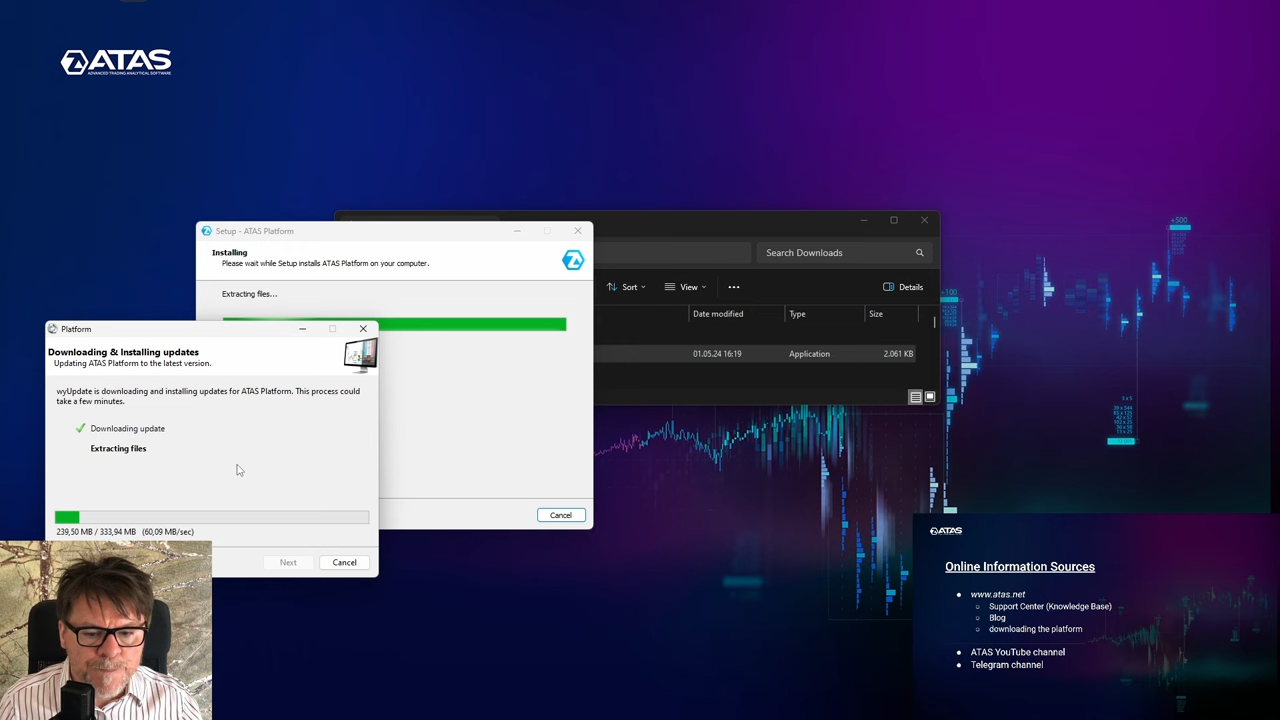 ATAS
ADVANCED TRADING ANALYTICAL SOFTWARE
+500
Setup - ATAS Platform
Installing
Please wait while Setup installs ATAS Platform on your computer.
Extracting files...
Cancel
Search Downloads
Sort
View
Details
Date modified
Type
Size
01.05.24 16:19
Application
2.061 KB
+100
Platform
Downloading & Installing updates
Updating ATAS Platform to the latest version.
wyUpdate is downloading and installing updates for ATAS Platform. This process could
take a few minutes.
Downloading update
Extracting files
239,50 MB / 333,94 MB (60,09 MB/sec)
Next
Cancel
ATAS
Online Information Sources
www.atas.net
Support Center (Knowledge Base)
Blog
downloading the platform
ATAS YouTube channel
Telegram channel